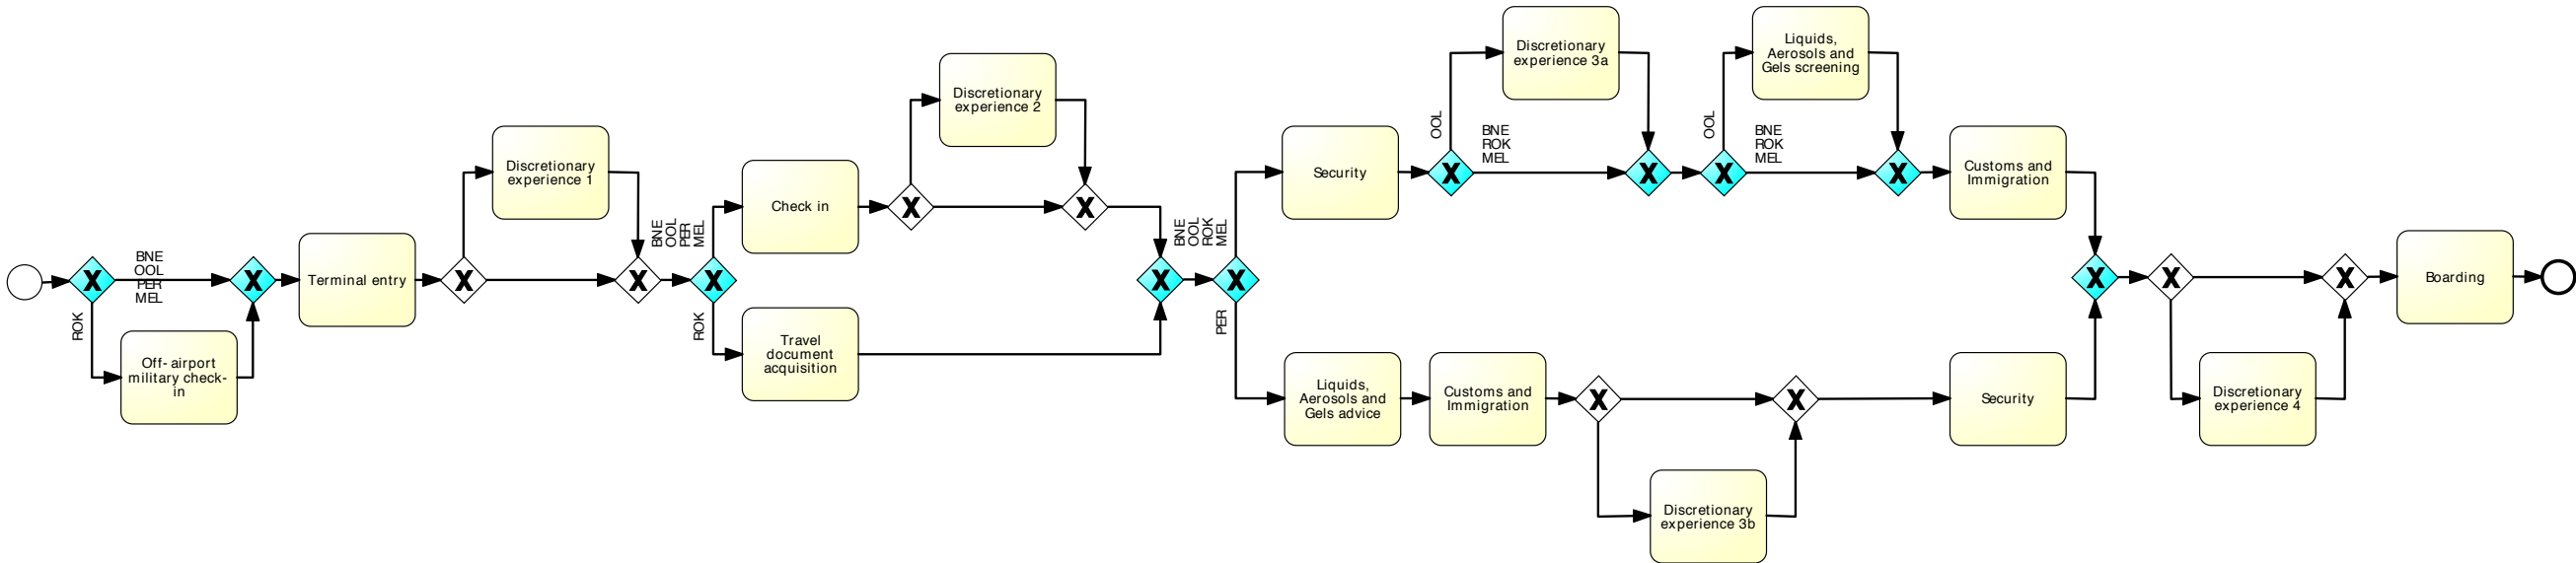 BNE
OOL
PER
MEL
ROK
Off- airport
military check-
in
Terminal entry
Discretionary
experience 1
BNE
OOL
PER
MEL
ROK
Check in
Travel
document
acquisition
Discretionary
experience 2
BNE
OOL
ROK
MEL
PER
Security
OOL
Discretionary
experience 3a
BNE
ROK
MEL
OOL
Liquids,
Aerosols and
Gels screening
BNE
ROK
MEL
Customs and
Immigration
Liquids,
Aerosols and
Gels advice
Customs and
Immigration
Discretionary
experience 3b
Security
Discretionary
experience 4
Boarding